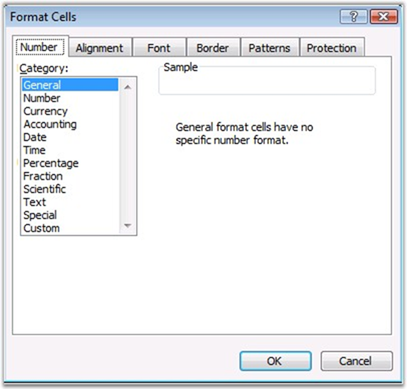 Format Cells
Number Alignment Font Border Patterns Protection
Category:
Sample
General
Number
Currency
Accounting
Date
Time
Percentage
Fraction
Scientific
Text
Special
Custom
General format cells have no
specific number format.
OK Cancel